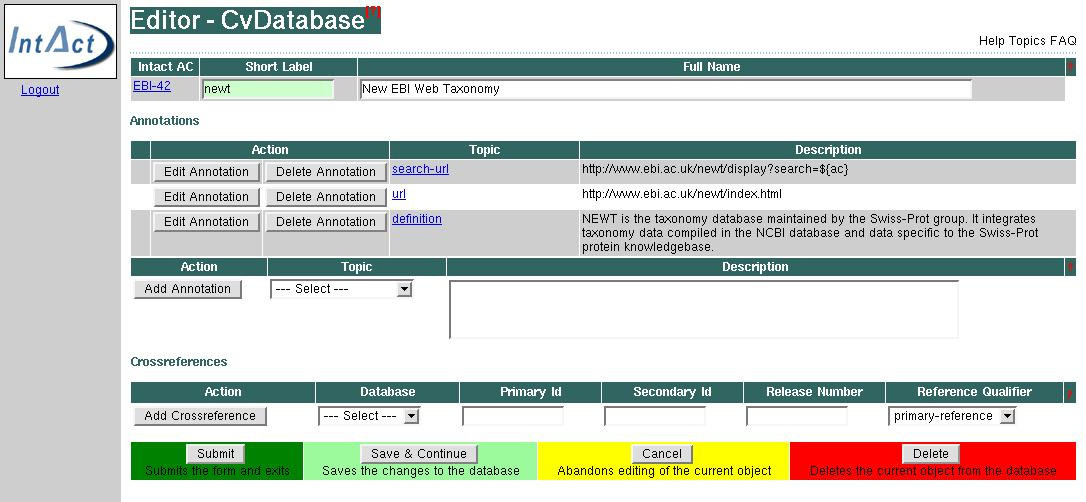 IntAct
Logout
Editor - CvDatabase[?]
Help Topics FAQ
Intact AC Short Label Full Name ?
EBI-42 newt New EBI Web Taxonomy
Annotations
Action Topic Description
Edit Annotation Delete Annotation search-url http://www.ebi.ac.uk/newt/display?search=${ac}
Edit Annotation Delete Annotation url http://www.ebi.ac.uk/newt/index.html
Edit Annotation Delete Annotation definition NEWT is the taxonomy database maintained by the Swiss-Prot group. It integrates
taxonomy data compiled in the NCBI database and data specific to the Swiss-Prot
protein knowledgebase.
Action Topic Description ?
Add Annotation --- Select ---
Crossreferences
Action Database Primary Id Secondary Id Release Number Reference Qualifier ?
Add Crossreference --- Select --- primary-reference
Submit Save & Continue Cancel Delete
Submits the form and exits Saves the changes to the database Abandons editing of the current object Deletes the current object from the database